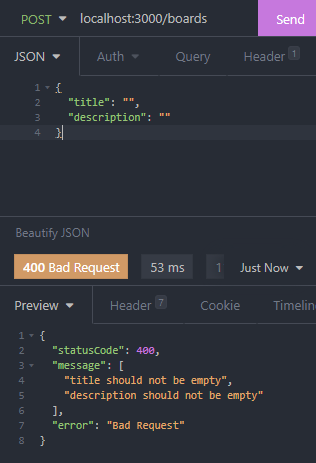 POST localhost:3000/boards Send
JSON Auth Query Header 1
1 {
2 "title": "",
3 "description": ""
4 }
Beautify JSON
400 Bad Request 53 ms 1 Just Now
Preview Header 7 Cookie Timelin
1 {
2 "statusCode": 400,
3 "message": [
4 "title should not be empty",
5 "description should not be empty"
6 ],
7 "error": "Bad Request"
8 }